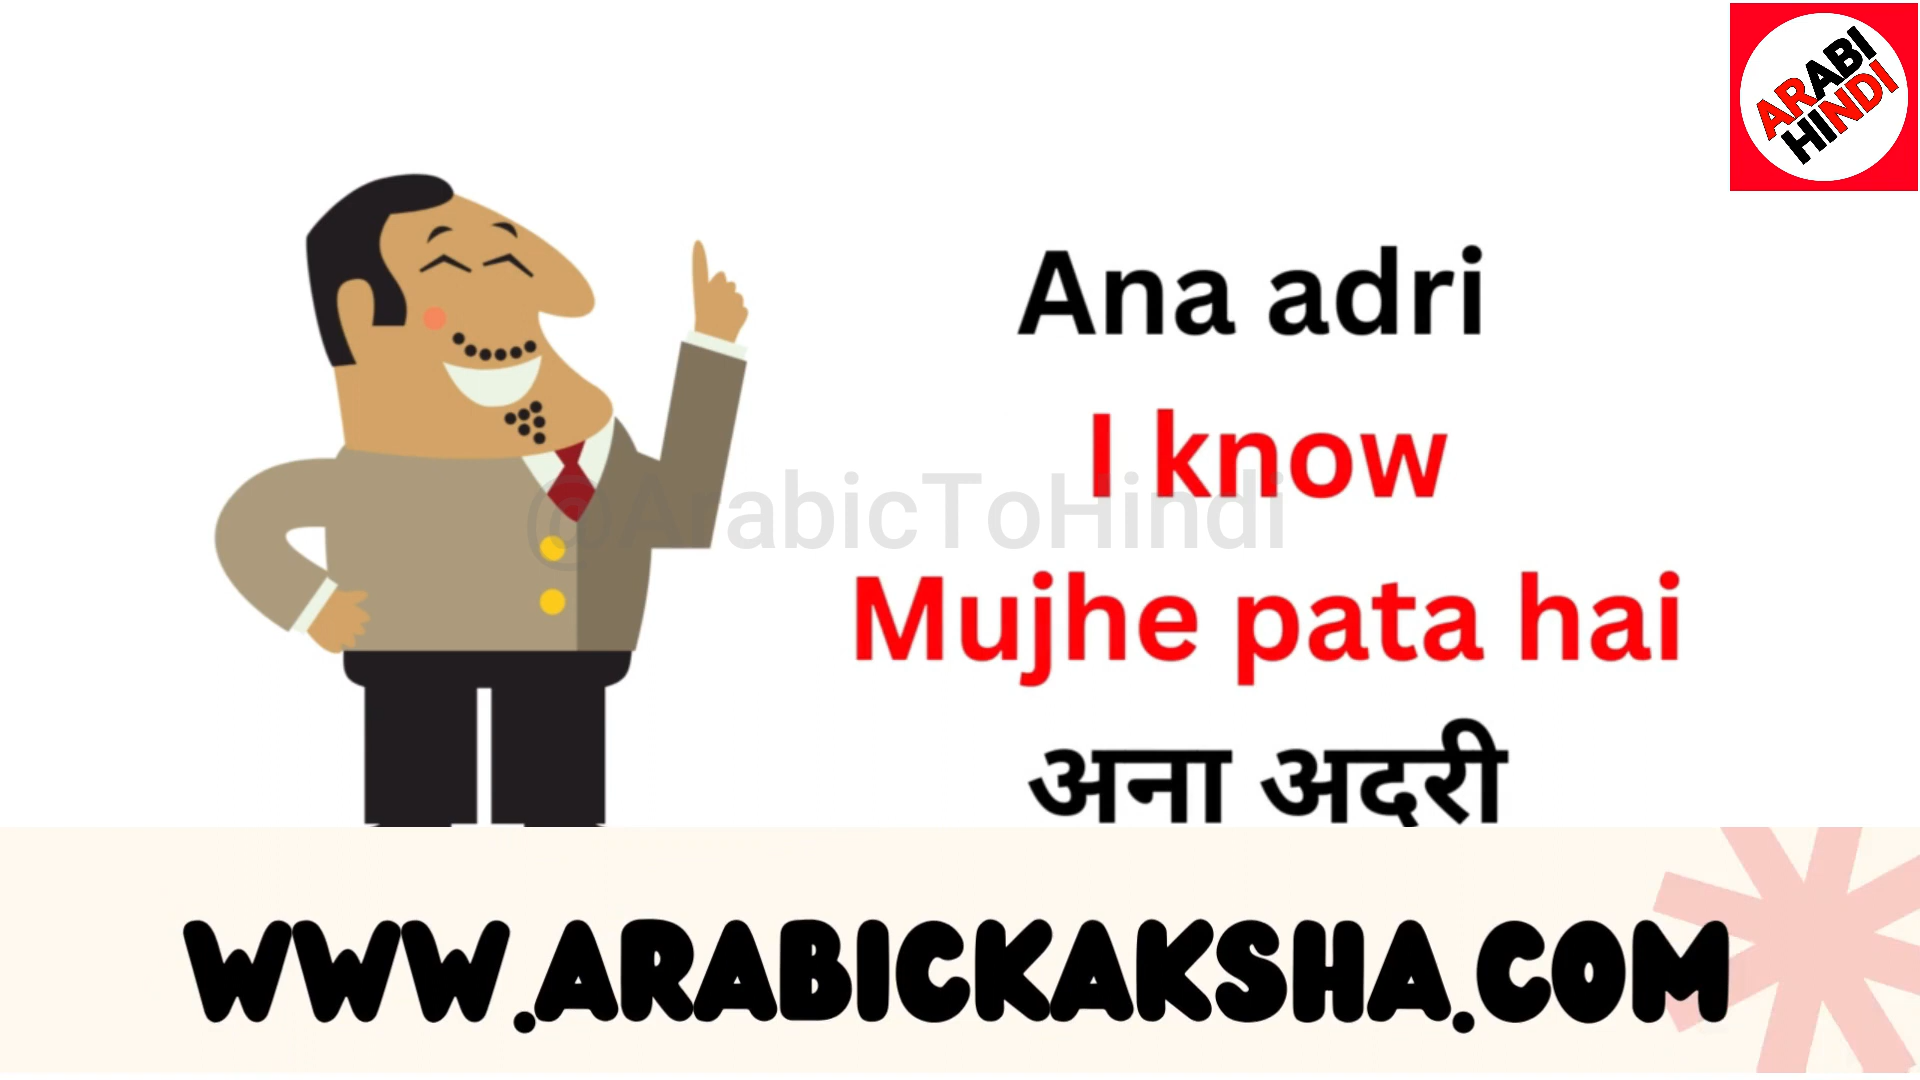 ARABI
HINDI
Ana adri
I know
@ArabicToHindi
Mujhe pata hai
अना अदरी
WWW.ARABICKAKSHA.COM